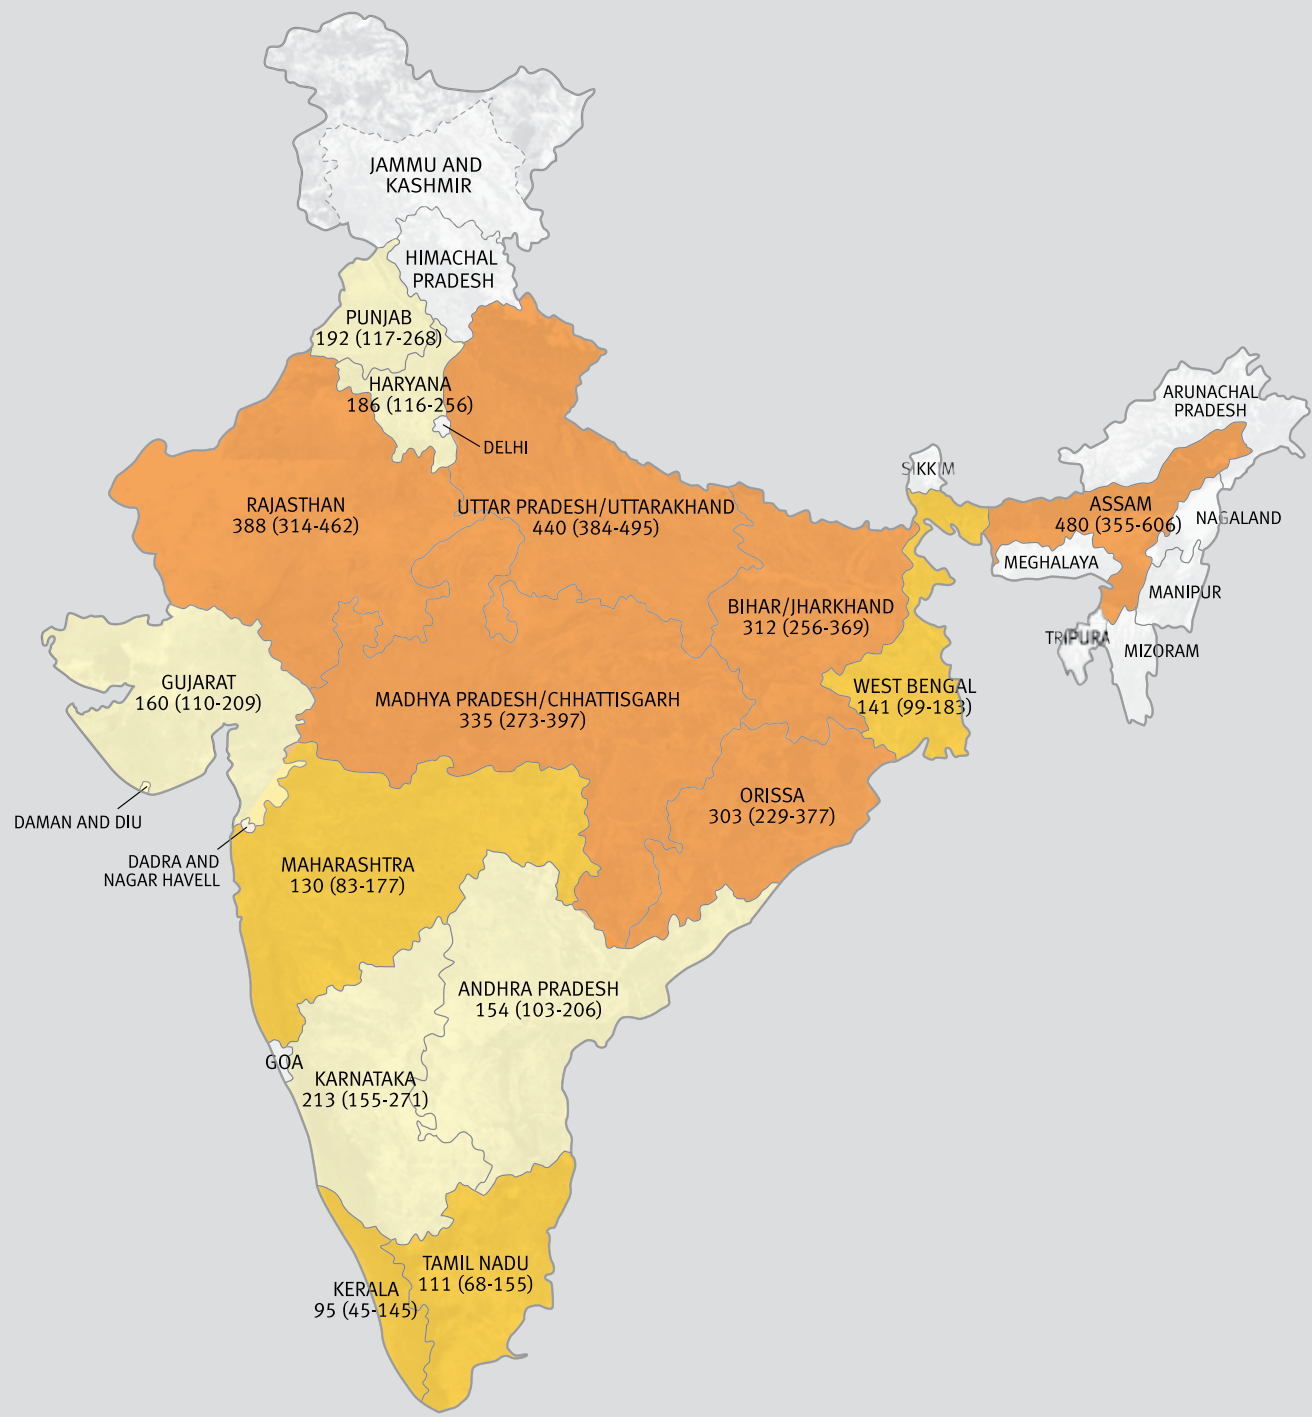 JAMMU AND
KASHMIR
HIMACHAL
PRADESH
PUNJAB
192 (117-268)
HARYANA
186 (116-256)
DELHI
ARUNACHAL
PRADESH
SIKKIM
RAJASTHAN
388 (314-462)
UTTAR PRADESH/UTTARAKHAND
440 (384-495)
ASSAM
480 (355-606)
NAGALAND
MEGHALAYA
MANIPUR
BIHAR/JHARKHAND
312 (256-369)
TRIPURA
MIZORAM
GUJARAT
160 (110-209)
MADHYA PRADESH/CHHATTISGARH
335 (273-397)
WEST BENGAL
141 (99-183)
ORISSA
303 (229-377)
DAMAN AND DIU
DADRA AND
NAGAR HAVELL
MAHARASHTRA
130 (83-177)
ANDHRA PRADESH
154 (103-206)
GOA
KARNATAKA
213 (155-271)
TAMIL NADU
111 (68-155)
KERALA
95 (45-145)